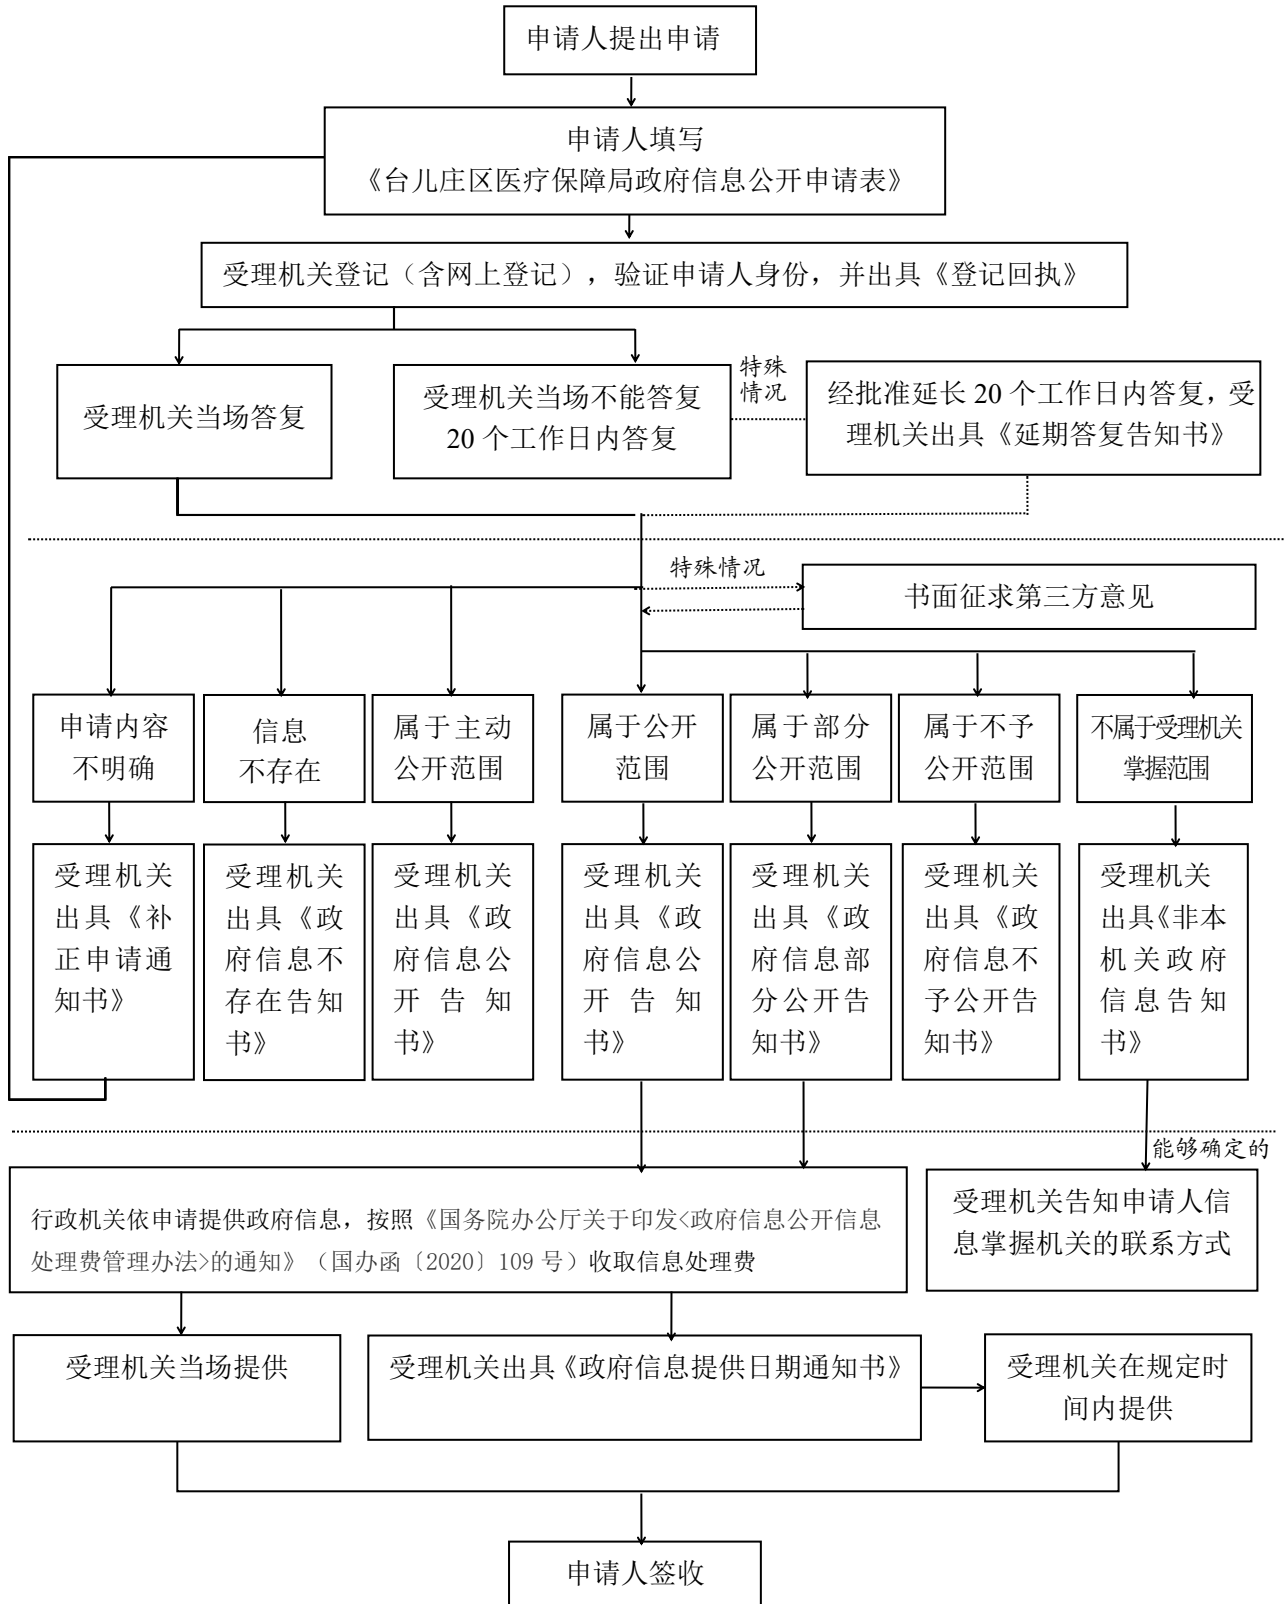 申请人提出申请
申请人填写
《台儿庄区医疗保障局政府信息公开申请表》
受理机关登记（含网上登记），验证申请人身份，并出具《登记回执》
受理机关当场答复
受理机关当场不能答复
20 个工作日内答复
特殊
情况
经批准延长 20 个工作日内答复，受
理机关出具《延期答复告知书》
特殊情况
书面征求第三方意见
申请内容
不明确
信息
不存在
属于主动
公开范围
属于公开
范围
属于部分
公开范围
属于不予
公开范围
不属于受理机关
掌握范围
受理机关
出具《补
正申请通
知书》
受理机关
出具《政
府信息不
存在告知
书》
受理机关
出具《政
府信息公
开告知
书》
受理机关
出具《政
府信息公
开告知
书》
受理机关
出具《政
府信息部
分公开告
知书》
受理机关
出具《政
府信息不
予公开告
知书》
受理机关
出具《非本
机关政府
信息告知
书》
能够确定的
行政机关依申请提供政府信息，按照《国务院办公厅关于印发<政府信息公开信息
处理费管理办法>的通知》（国办函〔2020〕109 号）收取信息处理费
受理机关告知申请人信
息掌握机关的联系方式
受理机关当场提供
受理机关出具《政府信息提供日期通知书》
受理机关在规定时
间内提供
申请人签收